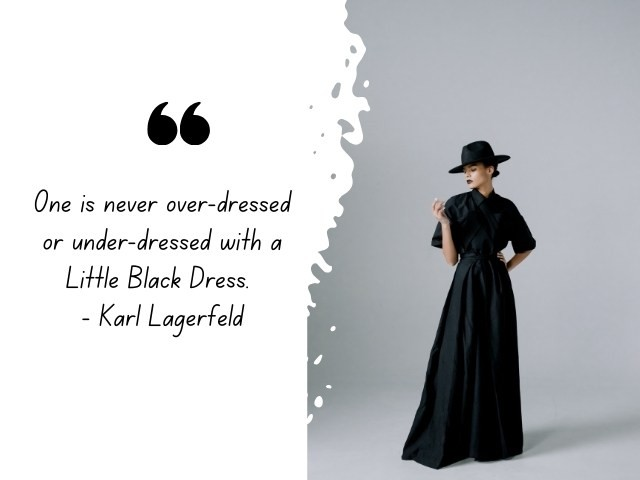 One is never over-dressed
or under-dressed with a
Little Black Dress.
- Karl Lagerfeld